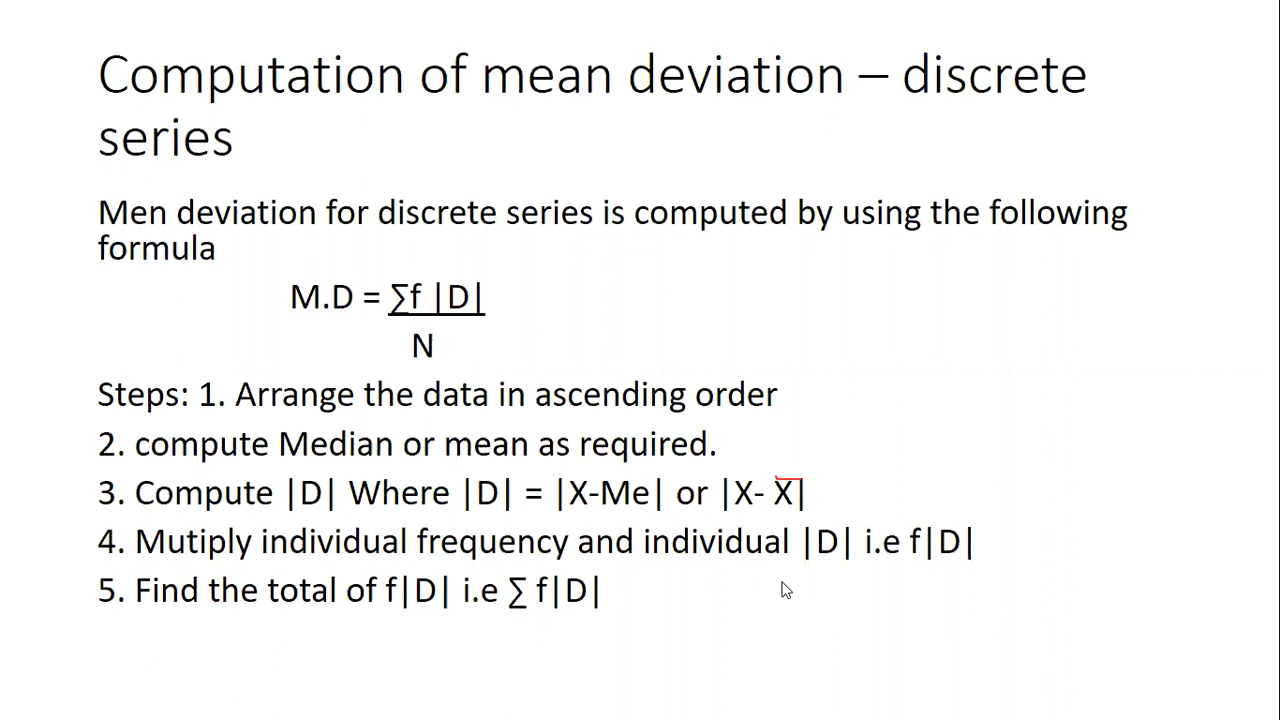 Computation of mean deviation – discrete
series
Men deviation for discrete series is computed by using the following
formula
M.D = ∑f |D|
N
Steps: 1. Arrange the data in ascending order
2. compute Median or mean as required.
3. Compute |D| Where |D| = |X-Me| or |X- X̅|
4. Mutiply individual frequency and individual |D| i.e f|D|
5. Find the total of f|D| i.e ∑ f|D|